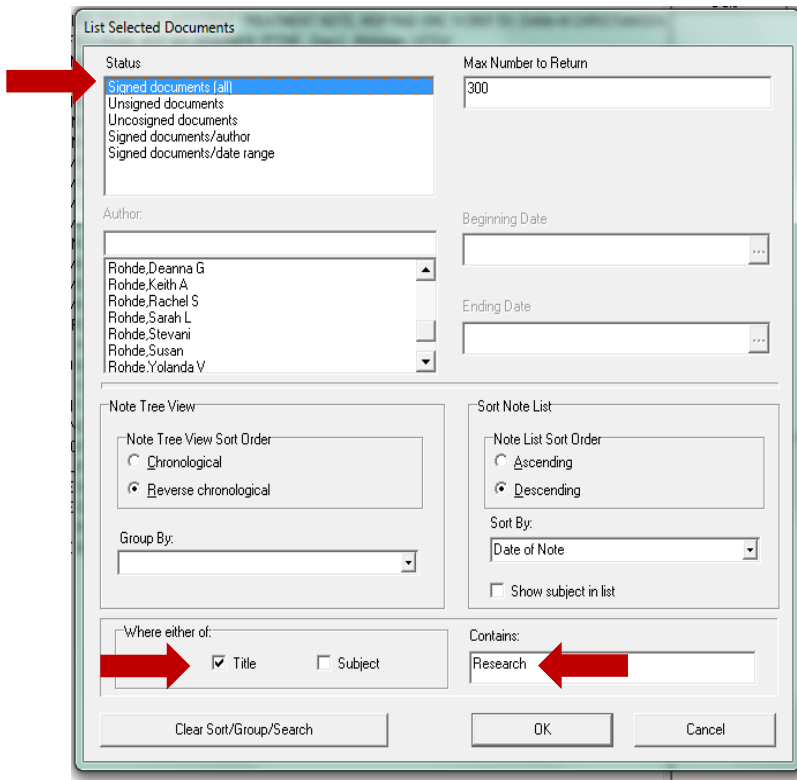 List Selected Documents
Status
Signed documents (all)
Unsigned documents
Uncosigned documents
Signed documents/author
Signed documents/date range
Max Number to Return
300
Author:
Rohde,Deanna G
Rohde,Keith A
Rohde,Rachel S
Rohde,Sarah L
Rohde,Stevani
Rohde,Susan
Rohde,Yolanda V
Beginning Date
...
Ending Date
...
Note Tree View
Note Tree View Sort Order
Chronological
Reverse chronological
Group By:
Sort Note List
Note List Sort Order
Ascending
Descending
Sort By:
Date of Note
Show subject in list
Where either of:
Title
Subject
Contains:
Research
Clear Sort/Group/Search
OK
Cancel